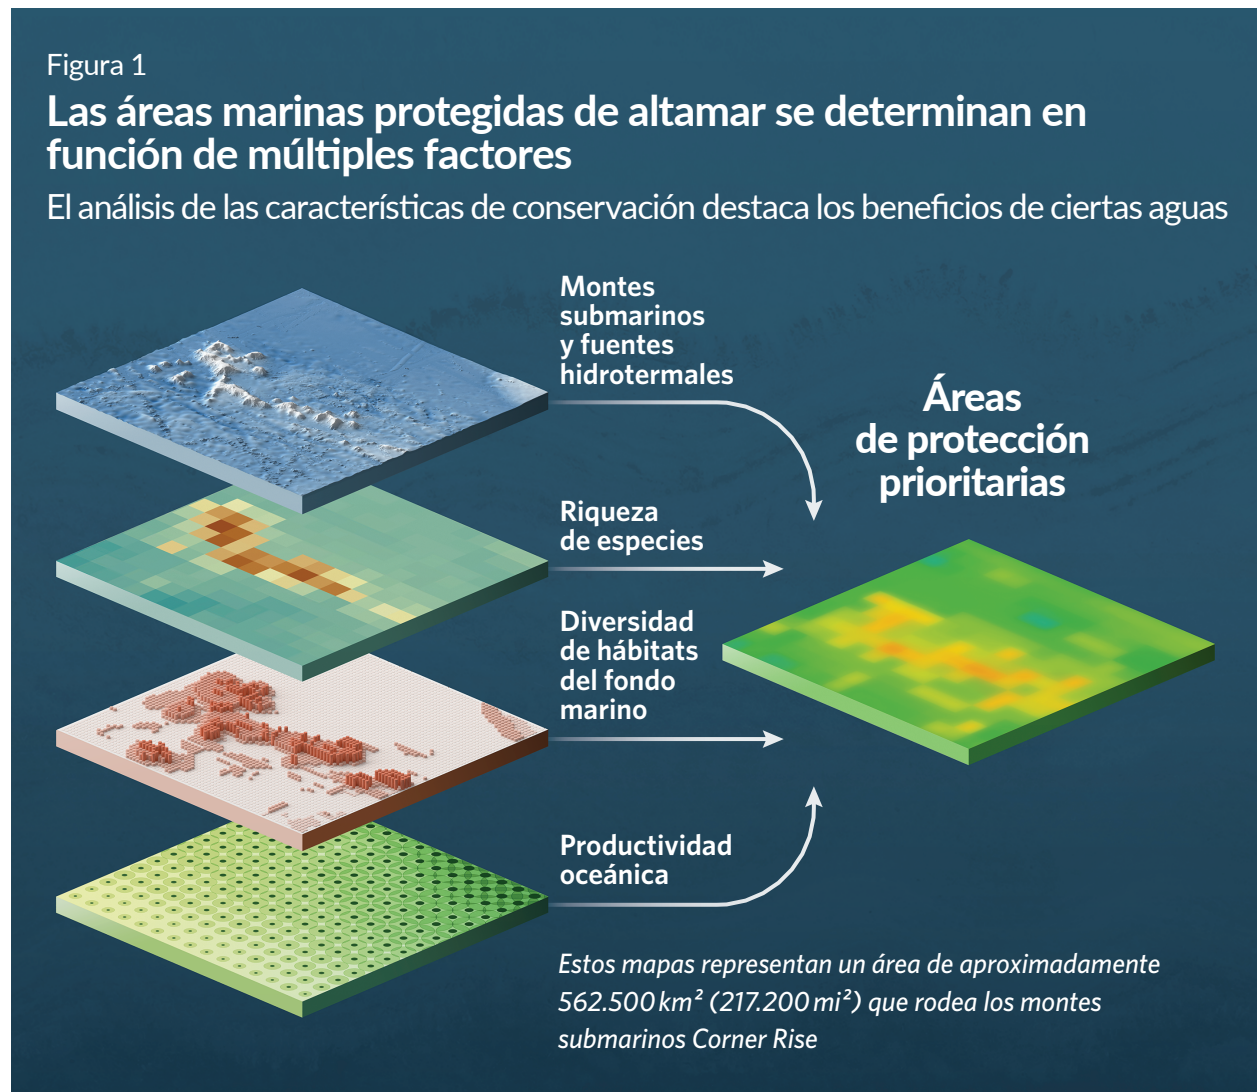 Figura 1
Las áreas marinas protegidas de altamar se determinan en
función de múltiples factores
El análisis de las características de conservación destaca los beneficios de ciertas aguas
Montes
submarinos
y fuentes
hidrotermales
Áreas
de protección
prioritarias
Riqueza
de especies
Diversidad
de hábitats
del fondo
marino
Productividad
oceánica
Estos mapas representan un área de aproximadamente
562.500 km² (217.200 mi²) que rodea los montes
submarinos Corner Rise